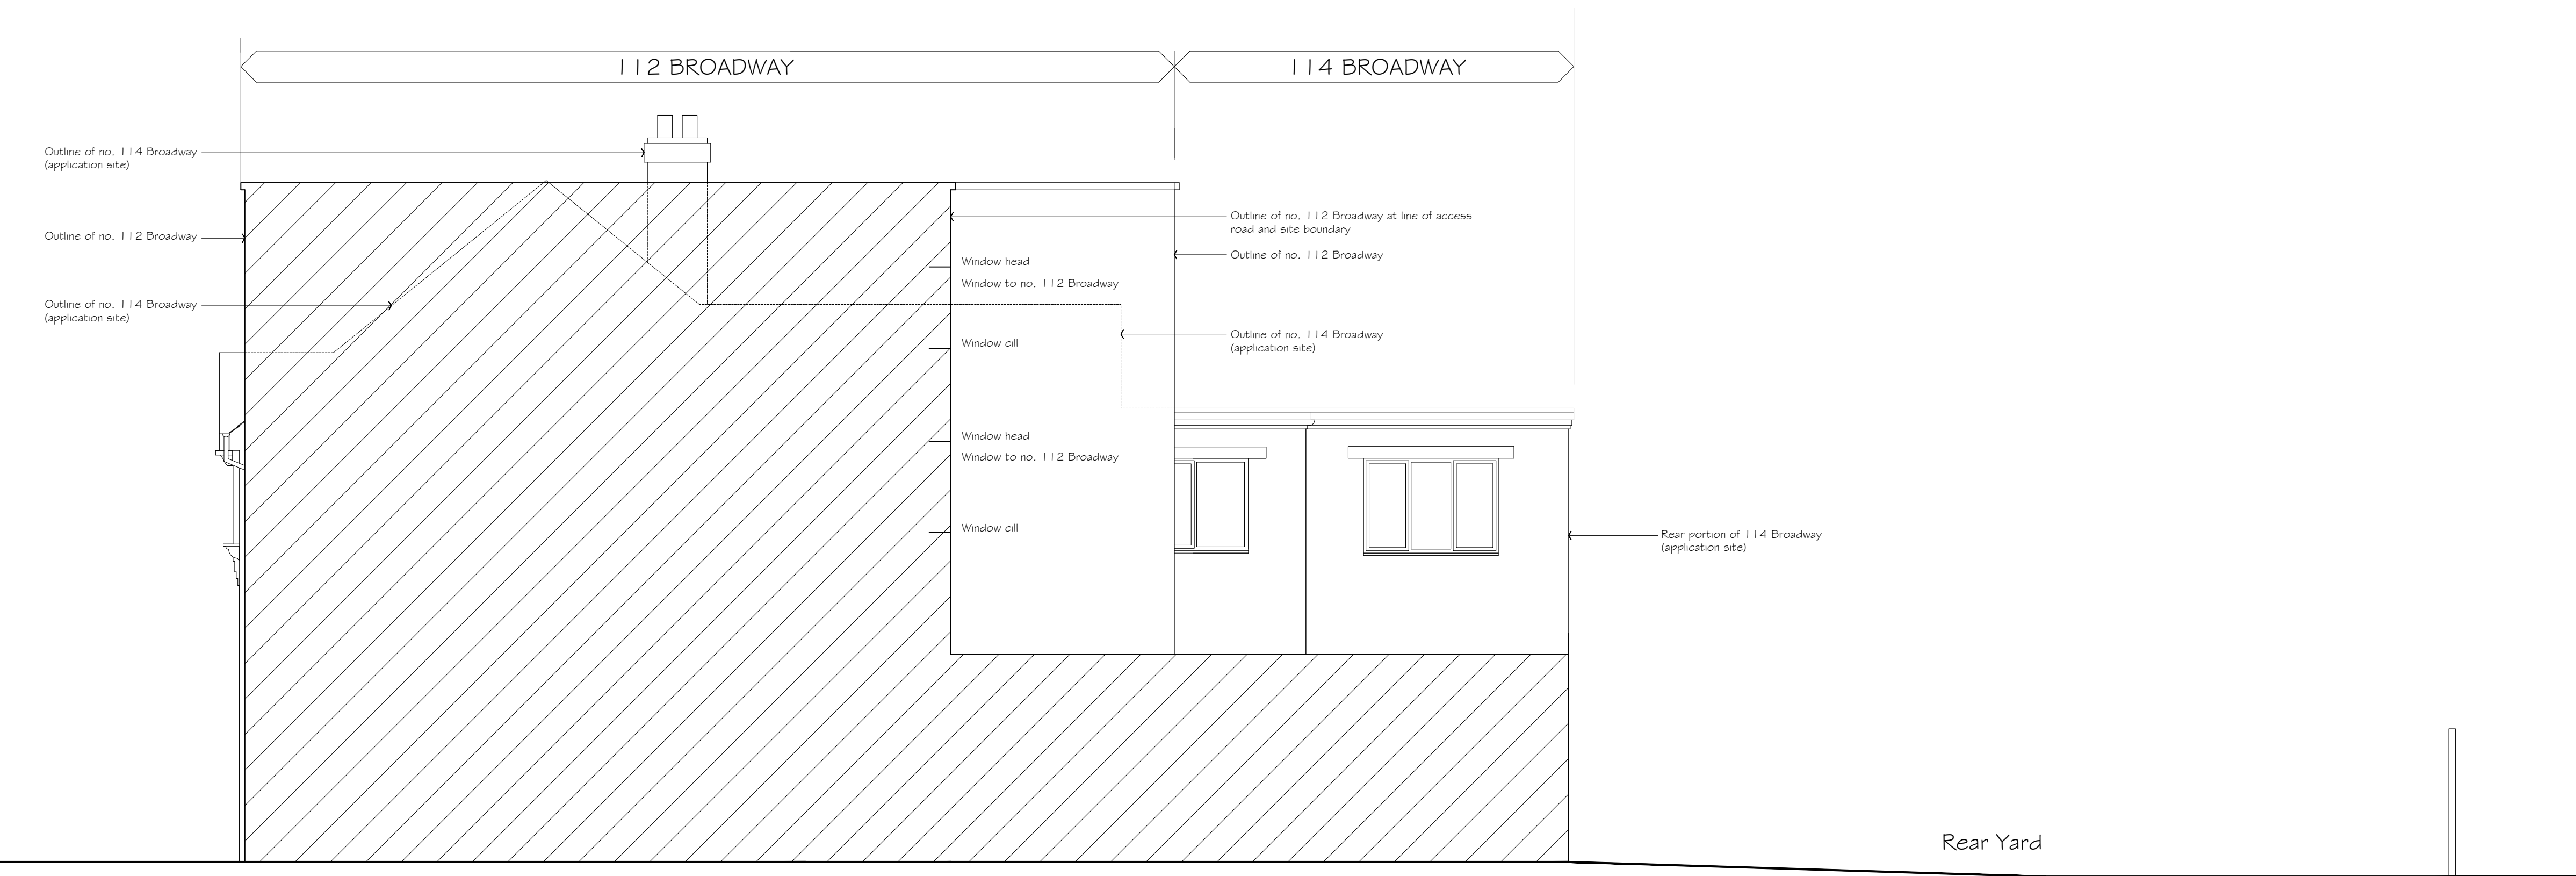 112 BROADWAY
114 BROADWAY
Outline of no. 114 Broadway
(application site)
Outline of no. 112 Broadway
Outline of no. 114 Broadway
(application site)
Window head
Window to no. 112 Broadway
Window cill
Window head
Window to no. 112 Broadway
Window cill
Outline of no. 112 Broadway at line of access
road and site boundary
Outline of no. 112 Broadway
Outline of no. 114 Broadway
(application site)
Rear portion of 114 Broadway
(application site)
Rear Yard